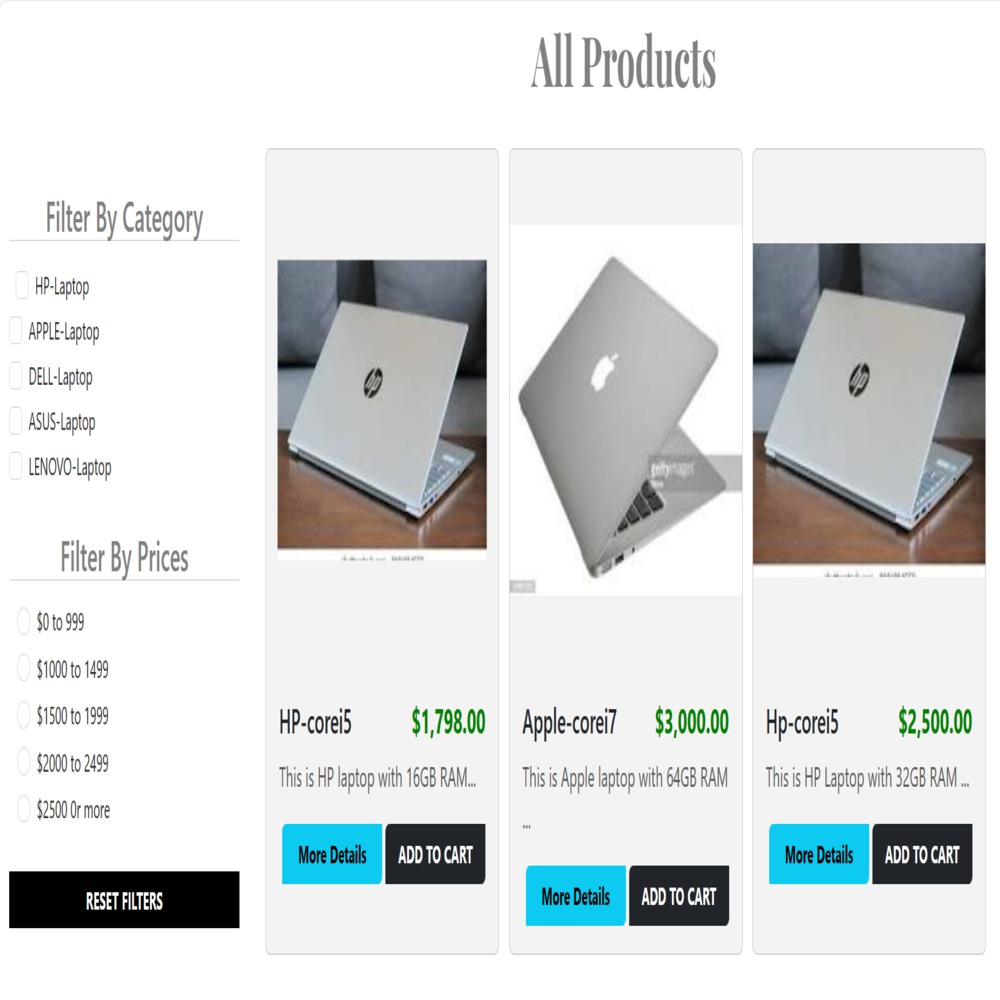 All Products
Filter By Category
HP-Laptop
APPLE-Laptop
DELL-Laptop
ASUS-Laptop
LENOVO-Laptop
Filter By Prices
$0 to 999
$1000 to 1499
$1500 to 1999
$2000 to 2499
$2500 0r more
RESET FILTERS
hp
HP-corei5 $1,798.00
This is HP laptop with 16GB RAM...
More Details ADD TO CART
gettyimages
Apple-corei7 $3,000.00
This is Apple laptop with 64GB RAM
...
More Details ADD TO CART
hp
Hp-corei5 $2,500.00
This is HP Laptop with 32GB RAM ...
More Details ADD TO CART